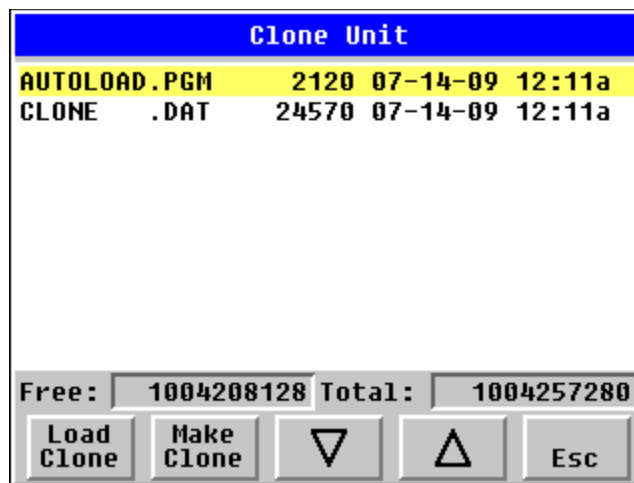 Clone Unit
AUTOLOAD.PGM 2120 07-14-09 12:11a
CLONE .DAT 24570 07-14-09 12:11a
Free: 1004208128 Total: 1004257280
Load Clone Make Clone Esc